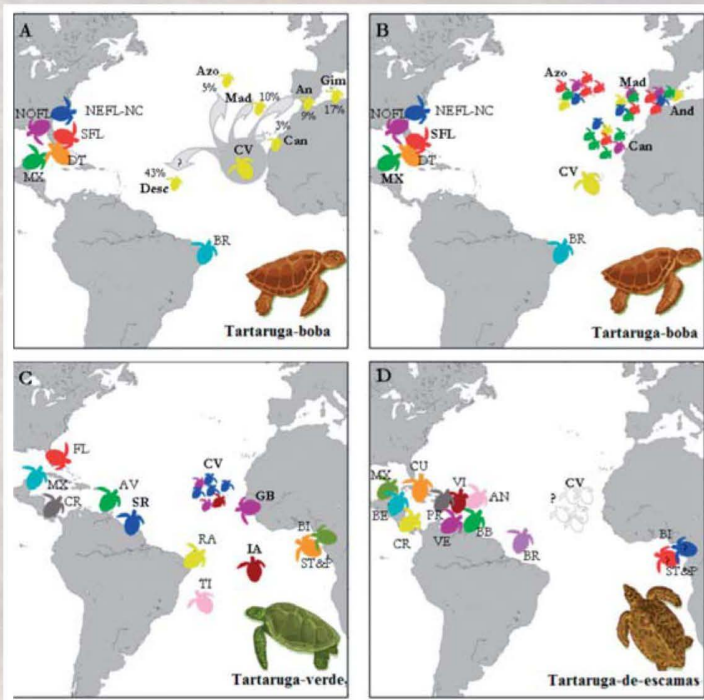 A
Azo
5%
Mad
10%
An
9%
Gim
17%
NOFL
NEFL-NC
SFL
DT
MX
3%
Can
CV
?
43%
Desc
BR
Tartaruga-boba
B
Azo
Mad
And
NOFL
NEFL-NC
SFL
DT
MX
Can
CV
BR
Tartaruga-boba
C
FL
MX
CR
AV
SR
CV
GB
RA
IA
BI
ST&P
TI
Tartaruga-verde
D
MX
CU
VI
AN
BE
PR
CR
VE
BB
BR
CV
?
BI
ST&P
Tartaruga-de-escamas